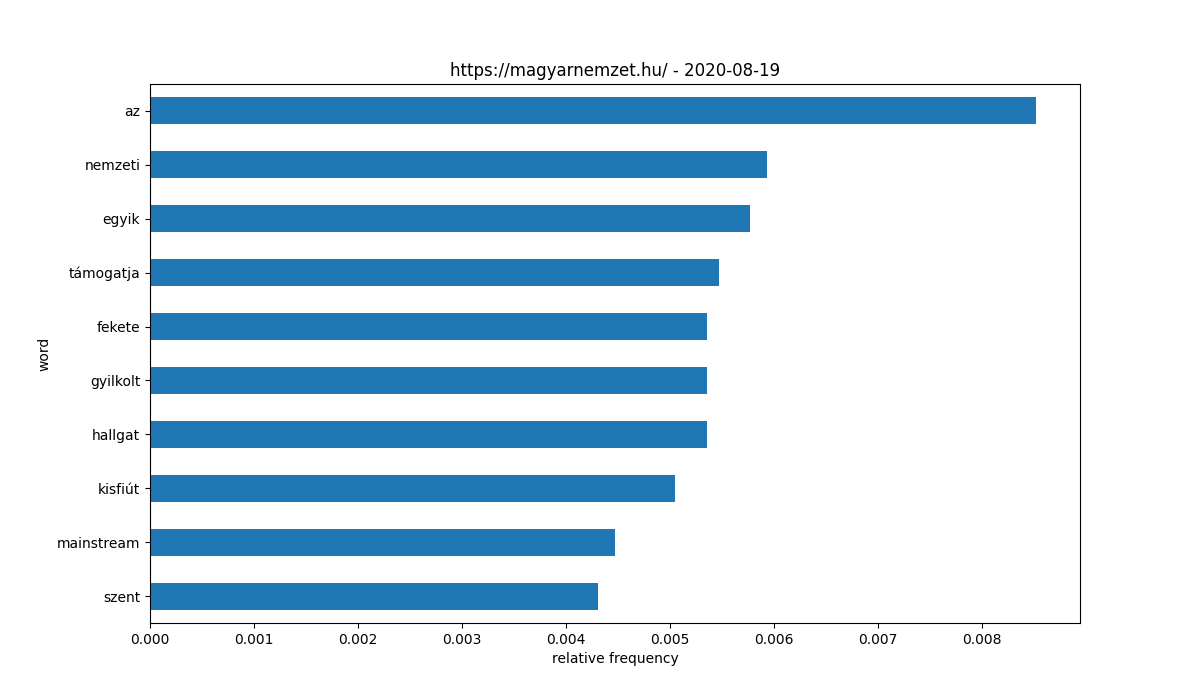 https://magyarnemzet.hu/ - 2020-08-19
az
nemzeti
egyik
támogatja
fekete
gyilkolt
hallgat
kisfiút
mainstream
szent
word
0.000 0.001 0.002 0.003 0.004 0.005 0.006 0.007 0.008
relative frequency